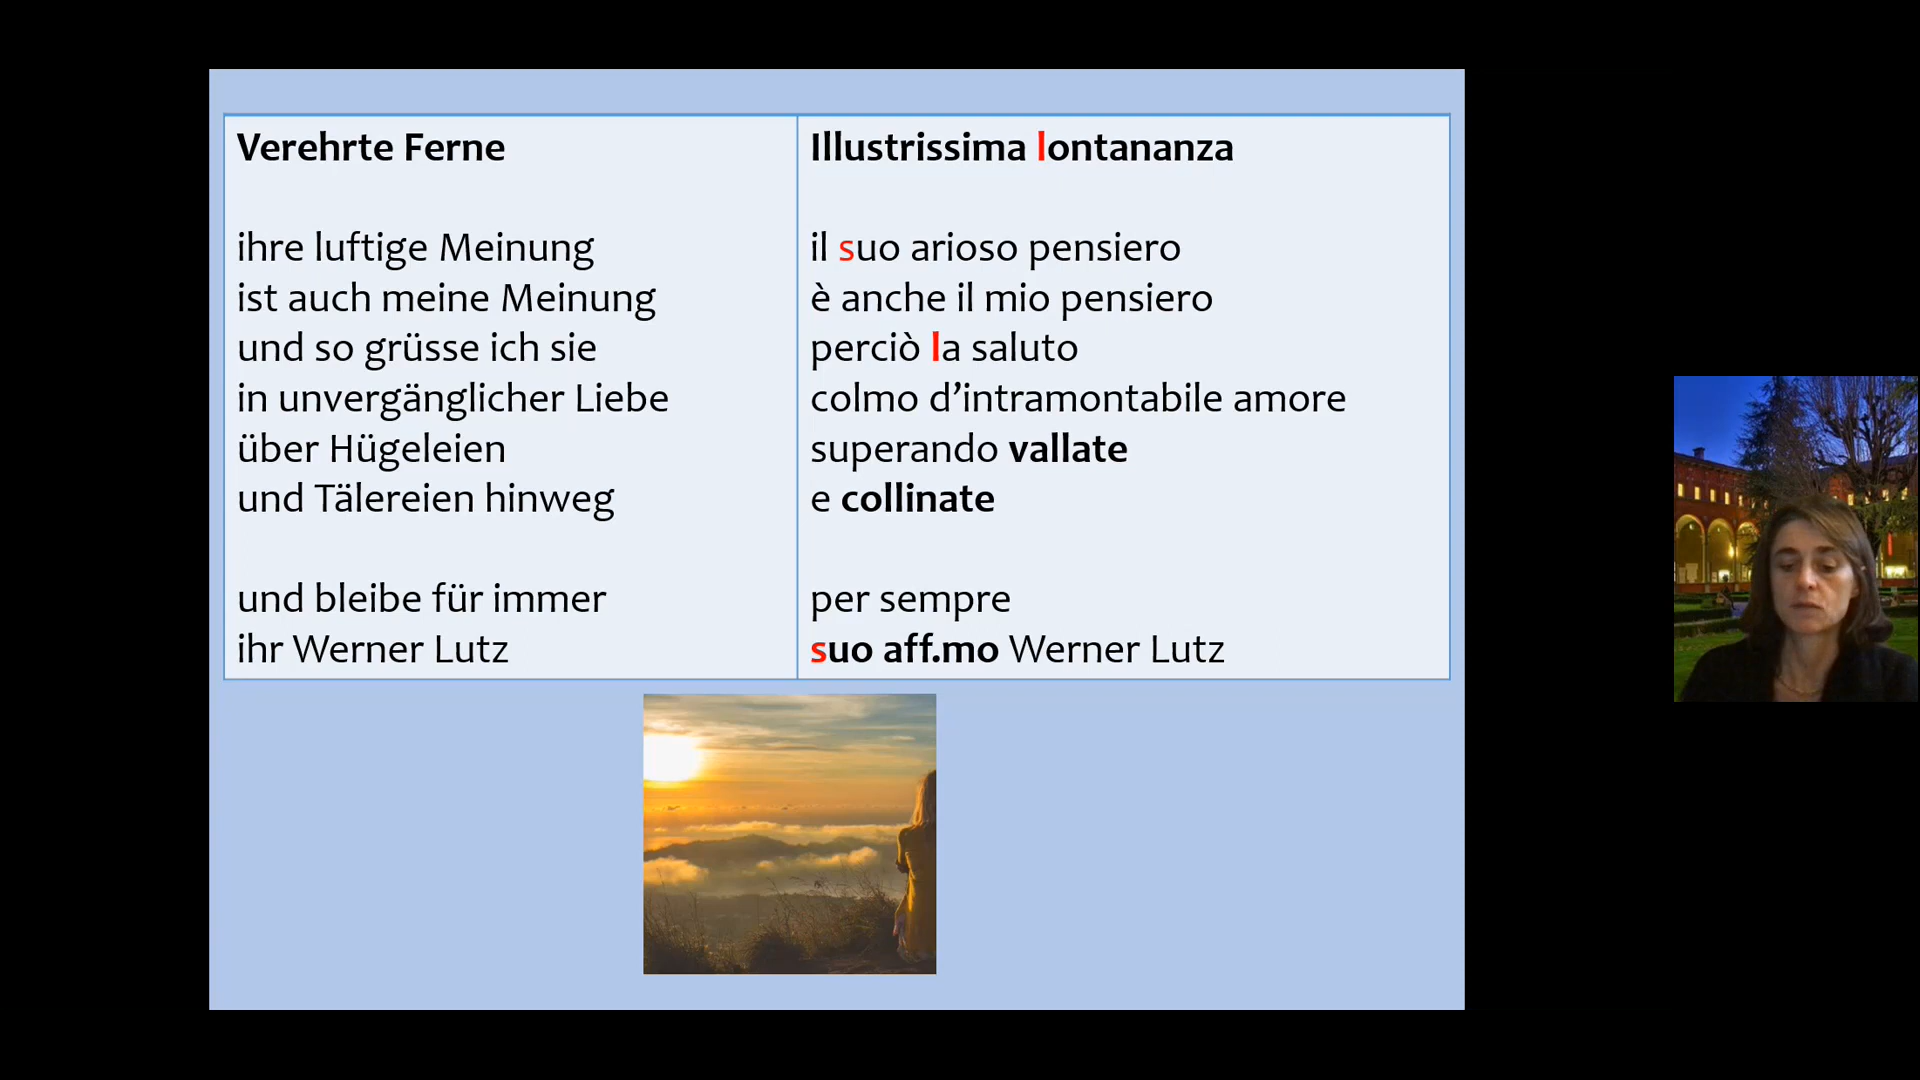 Verehrte Ferne
ihre luftige Meinung
ist auch meine Meinung
und so grüsse ich sie
in unvergänglicher Liebe
über Hügeleien
und Tälereien hinweg
und bleibe für immer
ihr Werner Lutz
Illustrissima lontananza
il suo arioso pensiero
è anche il mio pensiero
perciò la saluto
colmo d’intramontabile amore
superando vallate
e collinate
per sempre
suo aff.mo Werner Lutz